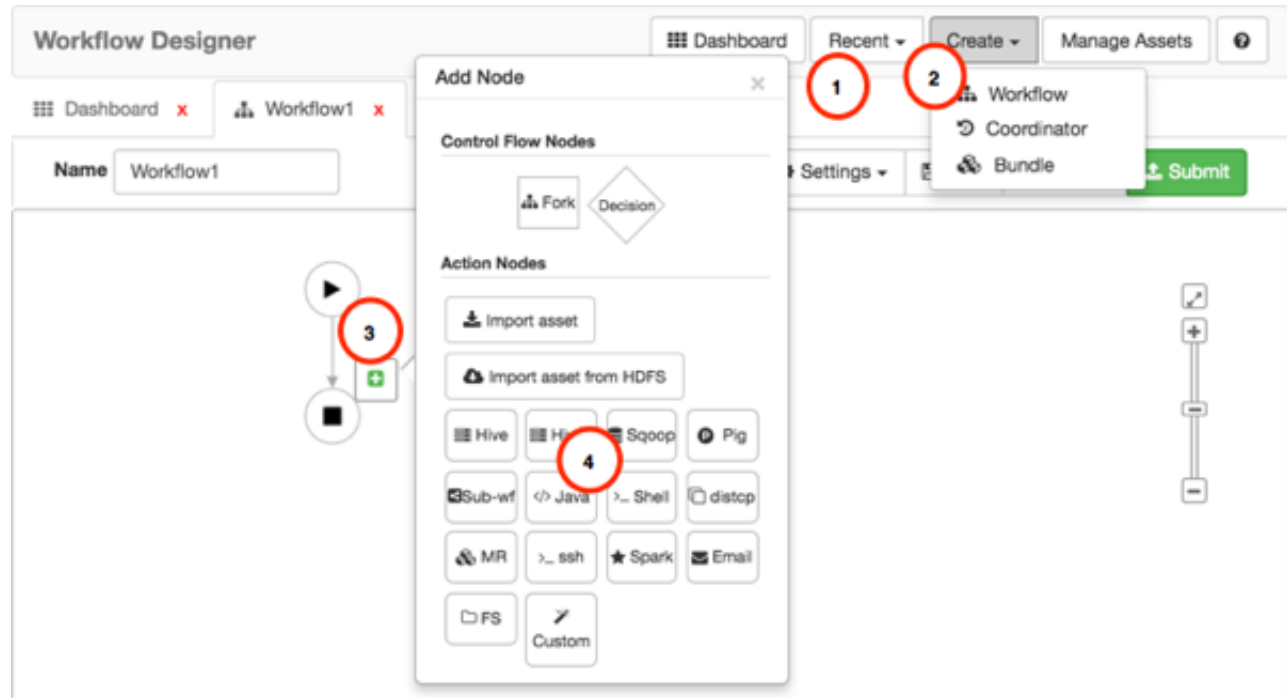 Workflow Designer
Dashboard Recent Create Manage Assets
1
2
Workflow
Coordinator
Bundle
Dashboard x Workflow1 x
Name Workflow1
Settings
Submit
Add Node ×
Control Flow Nodes
Fork Decision
Action Nodes
Import asset
3
Import asset from HDFS
Hive Sqoop Pig
4
Sub-wf </> Java >_ Shell distcp
MR >_ ssh Spark Email
FS Custom